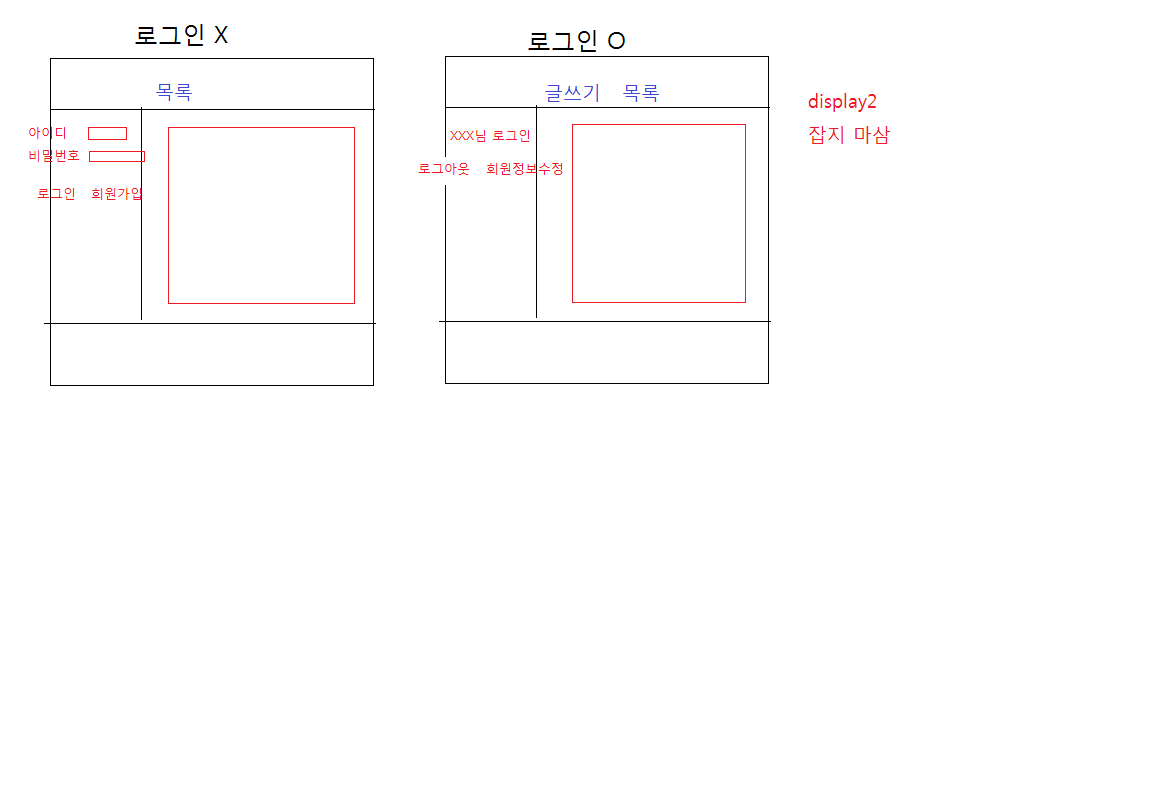 로그인 X
목록
아이디
비밀번호
로그인 회원가입
로그인 O
글쓰기 목록
XXX님 로그인
로그아웃 회원정보수정
display2
잡지 마삼